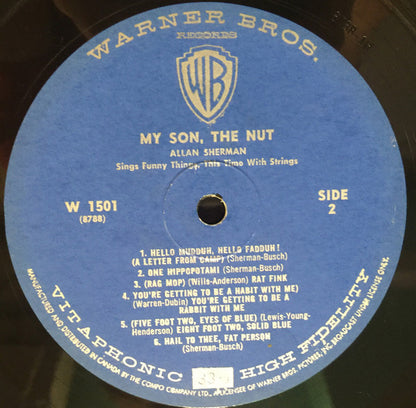 WARNER BROS.
RECORDS
WB
MY SON, THE NUT
ALLAN SHERMAN
Sings Funny Things, This Time With Strings
W 1501
(8788)
SIDE
2
1. HELLO MUDDUH, HELLO FADDUH!
(A LETTER FROM CAMP) (Sherman-Busch)
2. ONE HIPPOPOTAMI (Sherman-Busch)
3. (RAG MOP) (Wills-Anderson) RAT FINK
4. YOU'RE GETTING TO BE A HABIT WITH ME)
(Warren-Dubin) YOU'RE GETTING TO BE A
RABBIT WITH ME
5. (FIVE FOOT TWO, EYES OF BLUE) (Lewis-Young-
Henderson) EIGHT FOOT TWO, SOLID BLUE
6. HAIL TO THEE, FAT PERSON
(Sherman-Busch)
VITAPHONIC HIGH FIDELITY
MANUFACTURED AND DISTRIBUTED IN CANADA BY THE COMPO COMPANY LTD., A LICENSEE OF WARNER BROS. PICTURES, INC. BROADCAST UNDER LICENSE ONLY.